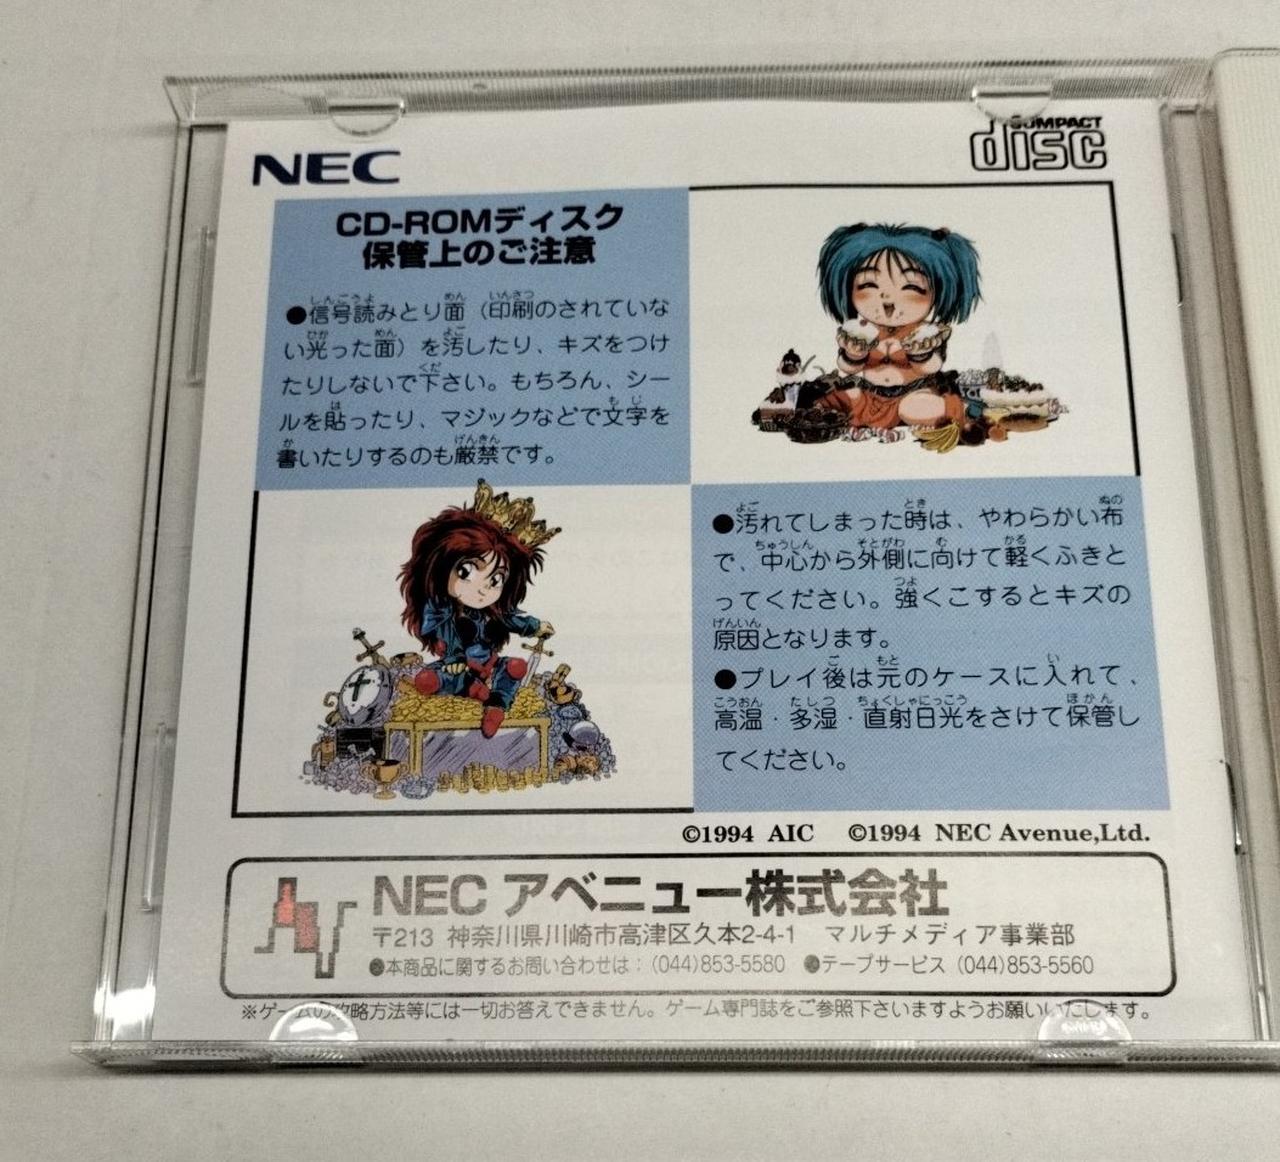 NEC
COMPACT
disc
CD-ROMディスク
保管上のご注意
●信号読みとり面（印刷のされていな
い光った面）を汚したり、キズをつけ
たりしないで下さい。もちろん、シー
ルを貼ったり、マジックなどで文字を
書いたりするのも厳禁です。
●汚れてしまった時は、やわらかい布
で、中心から外側に向けて軽くふきと
ってください。強くこするとキズの
原因となります。
●プレイ後は元のケースに入れて、
高温・多湿・直射日光をさけて保管し
てください。
©1994 AIC ©1994 NEC Avenue,Ltd.
NEC アベニュー株式会社
〒213 神奈川県川崎市高津区久本2-4-1 マルチメディア事業部
●本商品に関するお問い合わせは：(044)853-5580 ●テープサービス (044)853-5560
※ゲームの攻略方法等には一切お答えできません。ゲーム専門誌をご参照下さいますようお願いいたします。